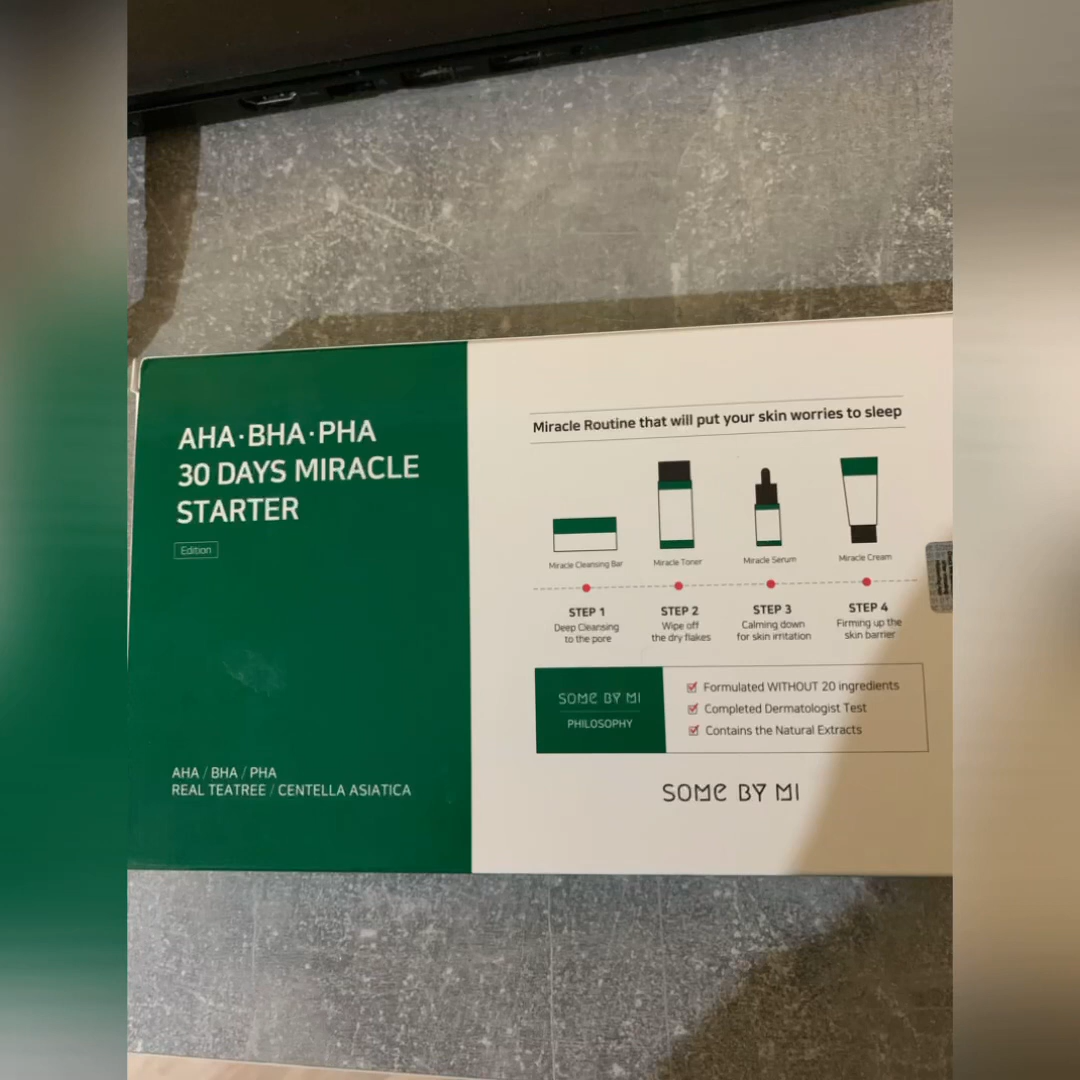 AHA·BHA·PHA
30 DAYS MIRACLE
STARTER
Edition
AHA / BHA / PHA
REAL TEATREE / CENTELLA ASIATICA
Miracle Routine that will put your skin worries to sleep
Miracle Cleansing Bar
Miracle Toner
Miracle Serum
Miracle Cream
STEP 1
Deep Cleansing
to the pore
STEP 2
Wipe off
the dry flakes
STEP 3
Calming down
for skin irritation
STEP 4
Firming up the
skin barrier
SOME BY MI
PHILOSOPHY
Formulated WITHOUT 20 ingredients
Completed Dermatologist Test
Contains the Natural Extracts
SOME BY MI